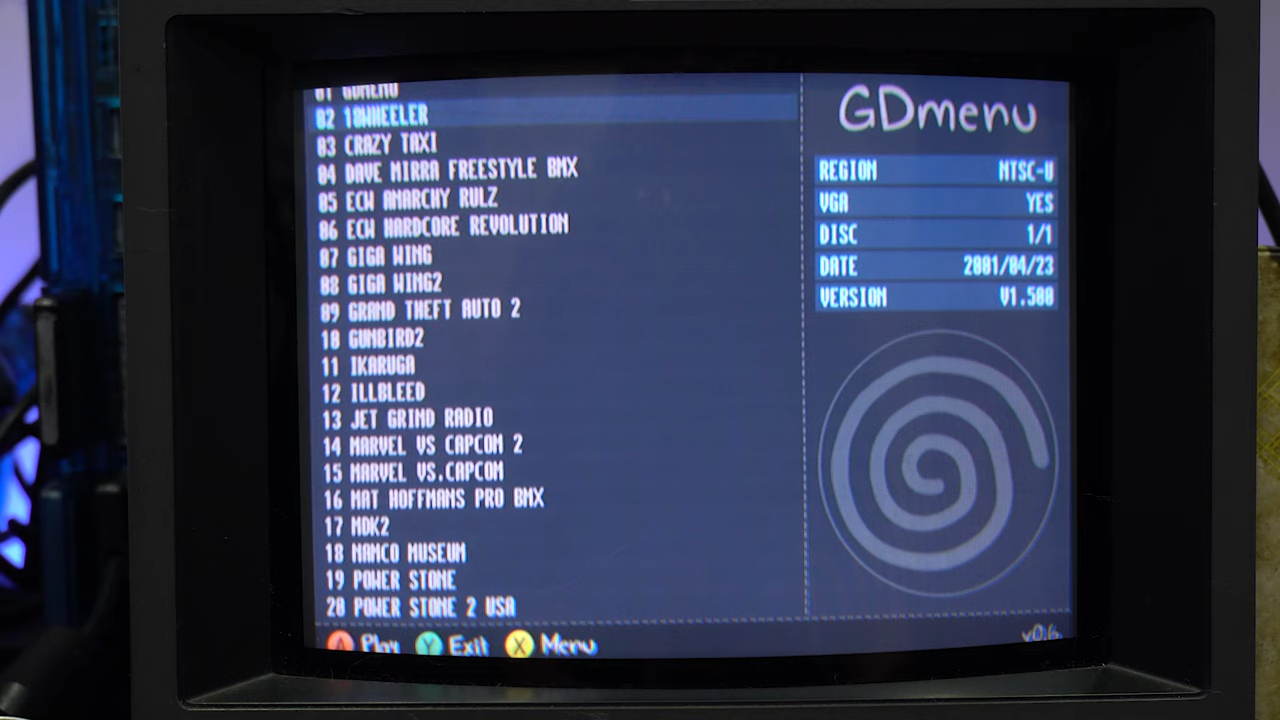 01 GDMENU
02 18WHEELER
03 CRAZY TAXI
04 DAVE MIRRA FREESTYLE BMX
05 ECW ANARCHY RULZ
06 ECW HARDCORE REVOLUTION
07 GIGA WING
08 GIGA WING2
09 GRAND THEFT AUTO 2
10 GUNBIRD2
11 IKARUGA
12 ILLBLEED
13 JET GRIND RADIO
14 MARVEL VS CAPCOM 2
15 MARVEL VS.CAPCOM
16 MAT HOFFMANS PRO BMX
17 MDK2
18 NAMCO MUSEUM
19 POWER STONE
20 POWER STONE 2 USA
GDmenu
REGION NTSC-U
VGA YES
DISC 1/1
DATE 2001/04/23
VERSION V1.500
A Play Y Exit X Menu
v0.6